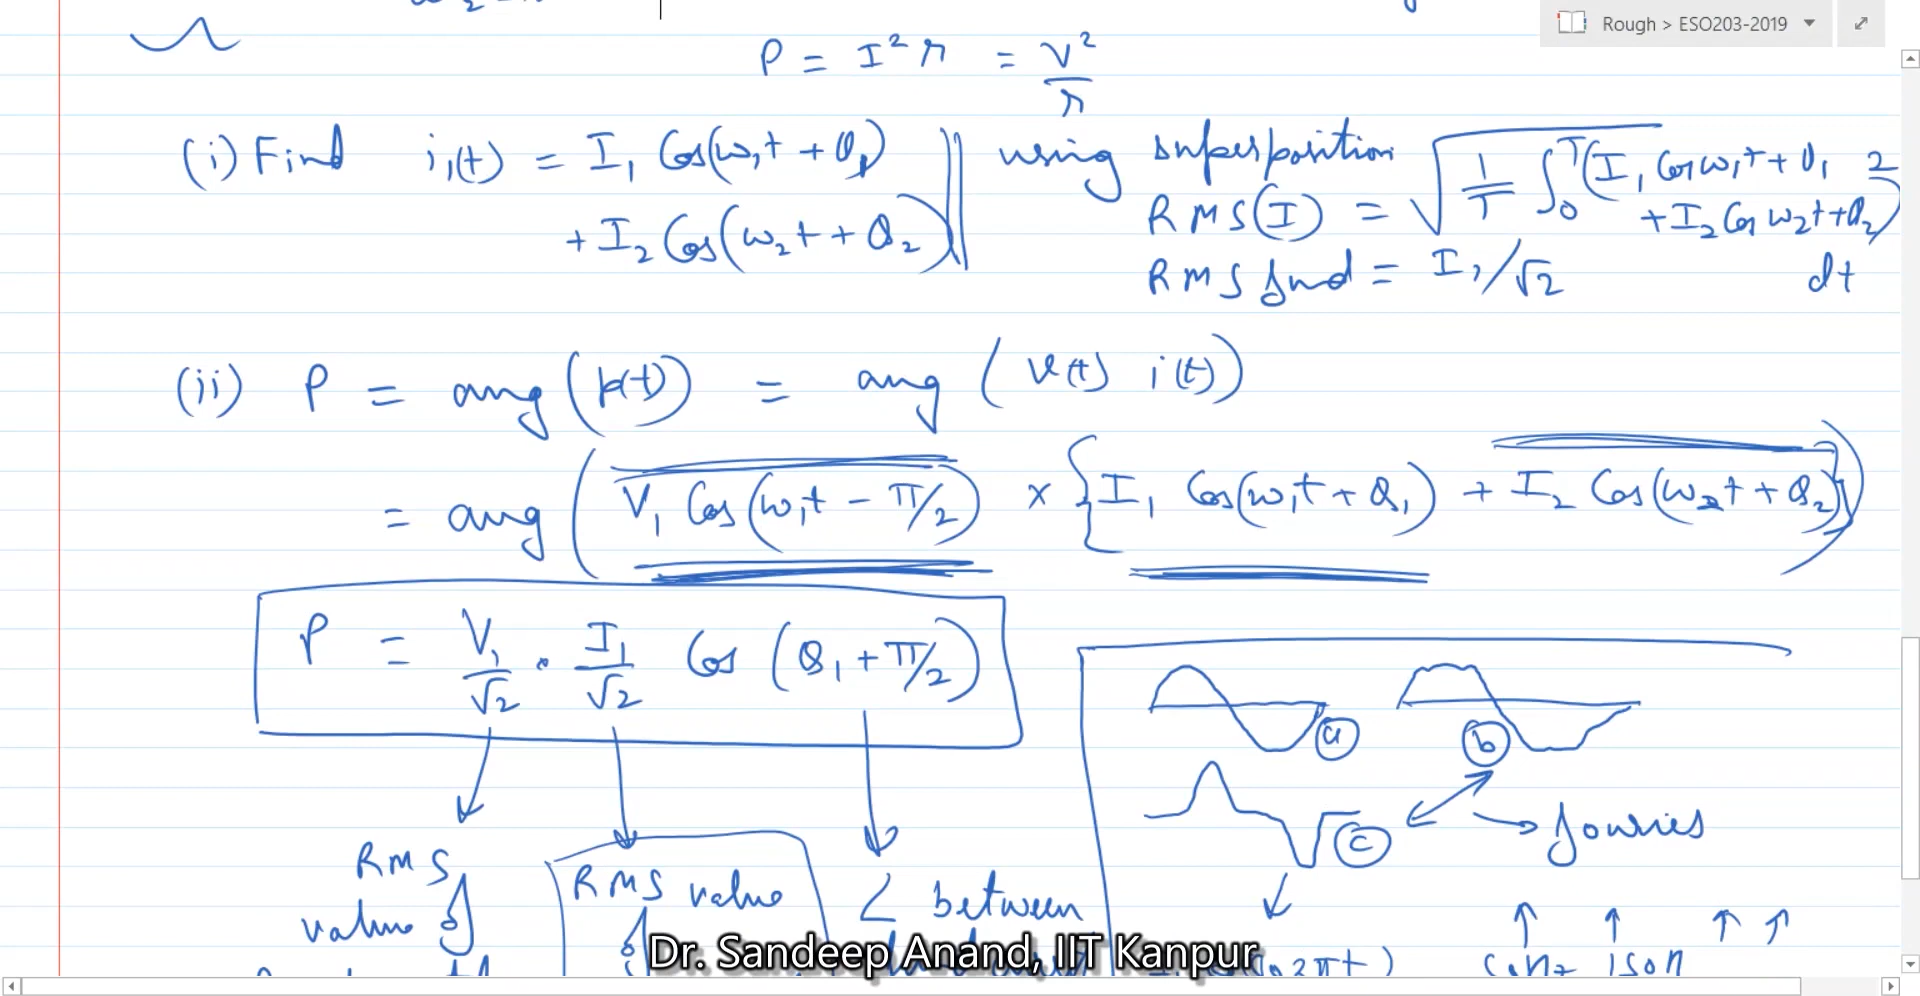 Rough > ESO203-2019
P = I² r = V²/r
(i) Find i₁(t) = I₁ Cos(ω₁t + θ₁)
+ I₂ Cos(ω₂t + θ₂)
using superposition
RMS(I) = √(1/T ∫₀ᵀ (I₁ Cos ω₁t + θ₁ + I₂ Cos ω₂t + θ₂)² dt
RMS fund = I₁/√2
(ii) P = avg(p(t)) = avg(v(t) i(t))
= avg(V₁ Cos(ω₁t - π/2) × {I₁ Cos(ω₁t + θ₁) + I₂ Cos(ω₂t + θ₂)})
P = V₁/√2 · I₁/√2 Cos(θ₁ + π/2)
a
b
c
fourier
RMS
value of
RMS value
of
∠ between
Dr. Sandeep Anand, IIT Kanpur